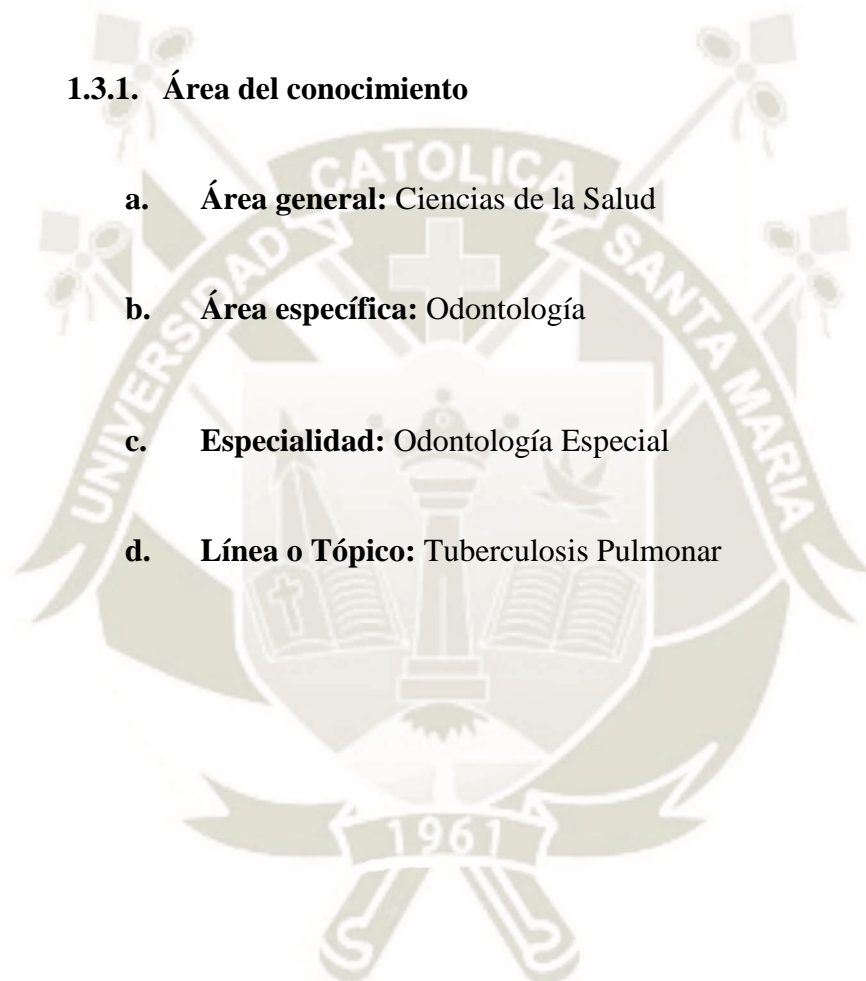 1.3.1. Área del conocimiento
a. Área general: Ciencias de la Salud
b. Área específica: Odontología
c. Especialidad: Odontología Especial
d. Línea o Tópico: Tuberculosis Pulmonar
UNIVERSIDAD CATOLICA SANTA MARIA
1961